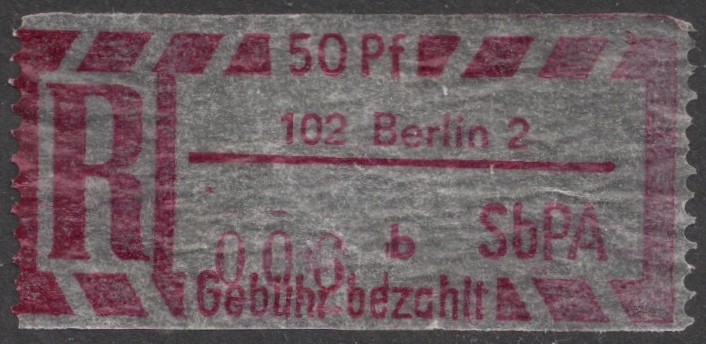 50 Pf
R
102 Berlin 2
b SbPA
Gebühr bezahlt